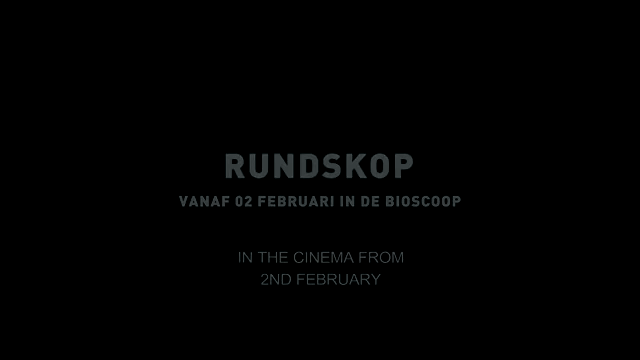 RUNDSKOP
VANAF 02 FEBRUARI IN DE BIOSCOOP
IN THE CINEMA FROM
2ND FEBRUARY